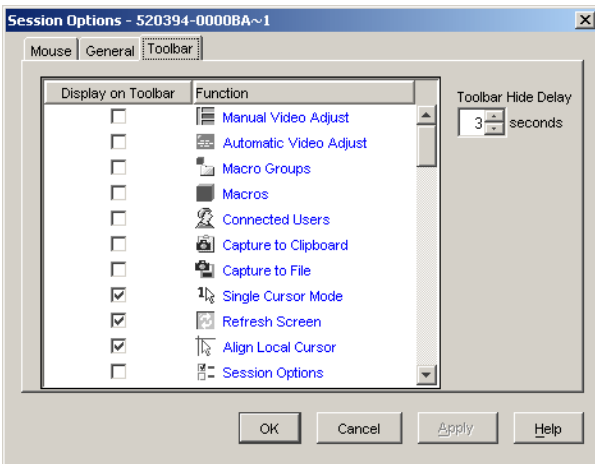 Session Options - 520394-0000BA~1
Mouse General Toolbar
Display on Toolbar Function
Toolbar Hide Delay
3 seconds
Manual Video Adjust
Automatic Video Adjust
Macro Groups
Macros
Connected Users
Capture to Clipboard
Capture to File
1 Single Cursor Mode
Refresh Screen
Align Local Cursor
Session Options
OK Cancel Apply Help